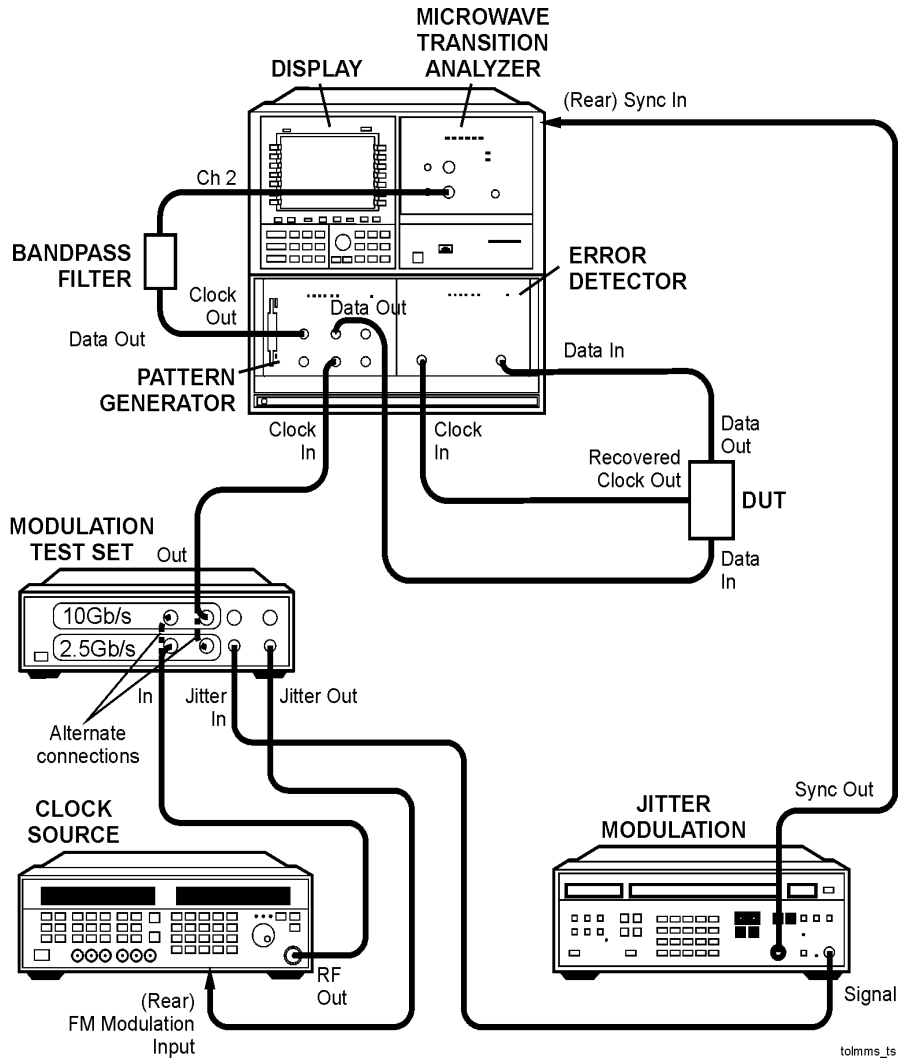 MICROWAVE
TRANSITION
ANALYZER
DISPLAY
(Rear) Sync In
Ch 2
BANDPASS
FILTER
ERROR
DETECTOR
Clock
Out
Data Out
Data Out
Data In
PATTERN
GENERATOR
Clock
In
Clock
In
Data
Out
Recovered
Clock Out
DUT
Data
In
MODULATION
TEST SET
Out
10Gb/s
2.5Gb/s
In
Jitter
In
Jitter Out
Alternate
connections
Sync Out
CLOCK
SOURCE
JITTER
MODULATION
RF
Out
(Rear)
FM Modulation
Input
Signal
tolmms_ts